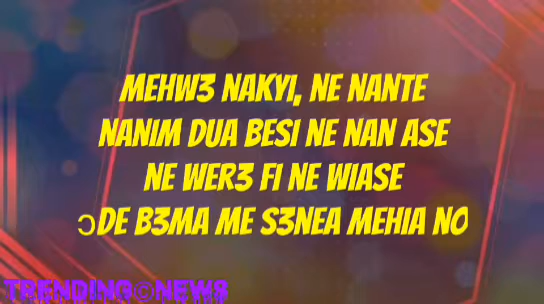 MEHW3 NAKYI, NE NANTE
NANIM DUA BESI NE NAN ASE
NE WER3 FI NE WIASE
ɔDE B3MA ME S3NEA MEHIA NO
TRENDING©NEWS